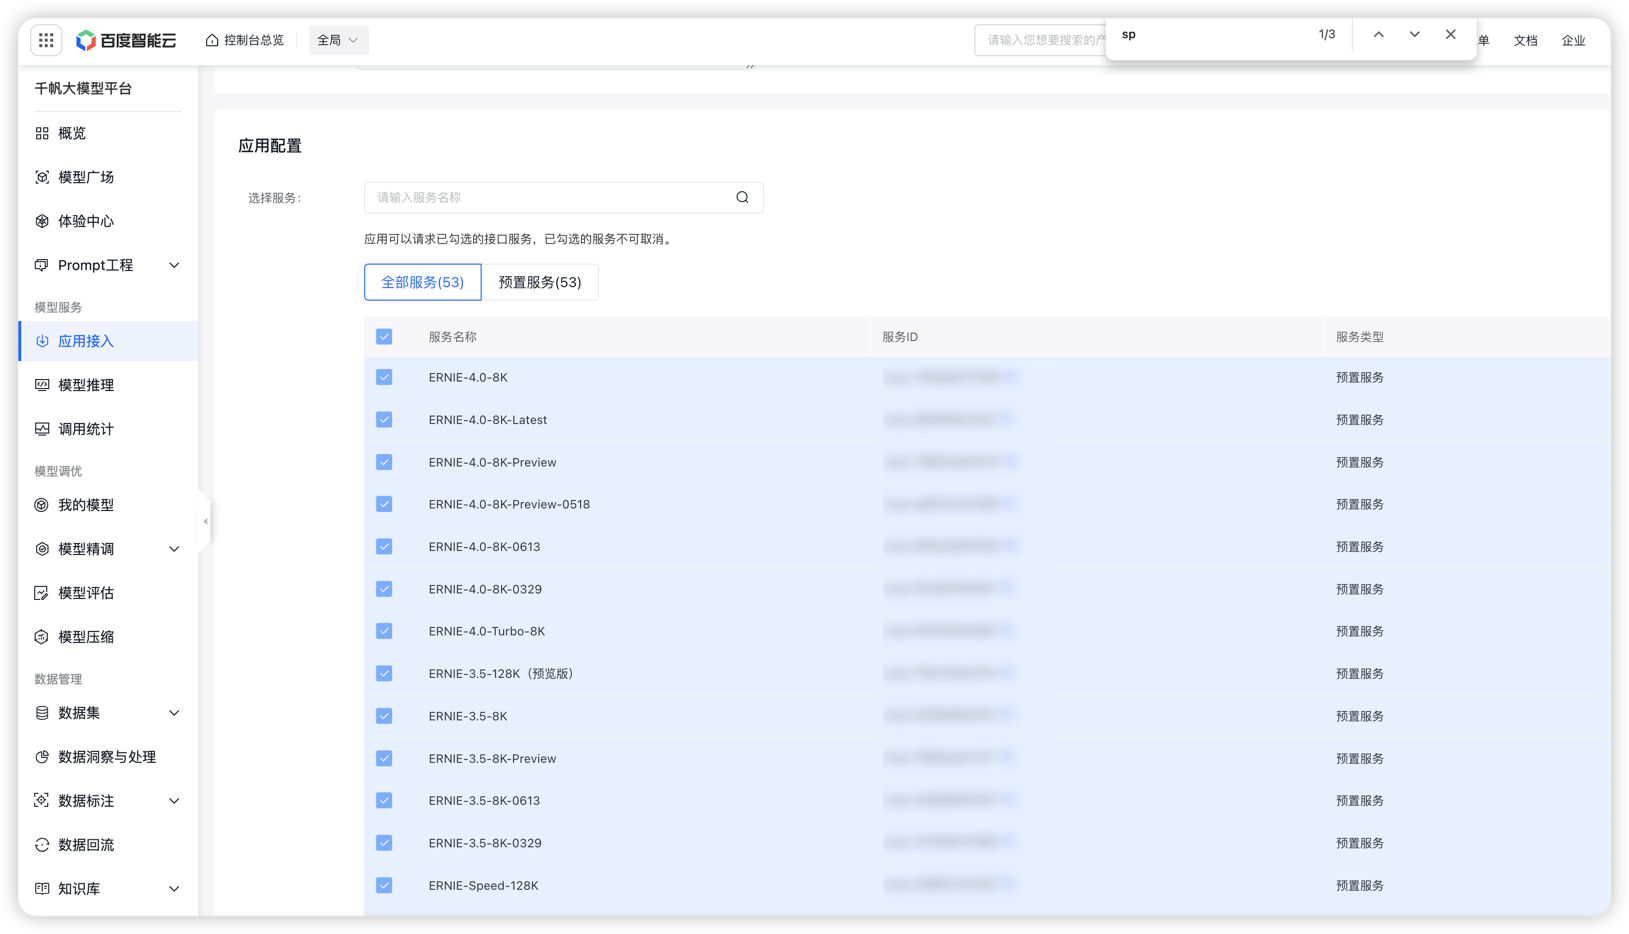 百度智能云
控制台总览
全局
请输入您想要搜索的产
sp
1/3
单
文档
企业
千帆大模型平台
概览
模型广场
体验中心
Prompt工程
模型服务
应用接入
模型推理
调用统计
模型调优
我的模型
模型精调
模型评估
模型压缩
数据管理
数据集
数据洞察与处理
数据标注
数据回流
知识库
应用配置
选择服务:
请输入服务名称
应用可以请求已勾选的接口服务，已勾选的服务不可取消。
全部服务(53) 预置服务(53)
服务名称 服务ID 服务类型
ERNIE-4.0-8K 预置服务
ERNIE-4.0-8K-Latest 预置服务
ERNIE-4.0-8K-Preview 预置服务
ERNIE-4.0-8K-Preview-0518 预置服务
ERNIE-4.0-8K-0613 预置服务
ERNIE-4.0-8K-0329 预置服务
ERNIE-4.0-Turbo-8K 预置服务
ERNIE-3.5-128K（预览版） 预置服务
ERNIE-3.5-8K 预置服务
ERNIE-3.5-8K-Preview 预置服务
ERNIE-3.5-8K-0613 预置服务
ERNIE-3.5-8K-0329 预置服务
ERNIE-Speed-128K 预置服务